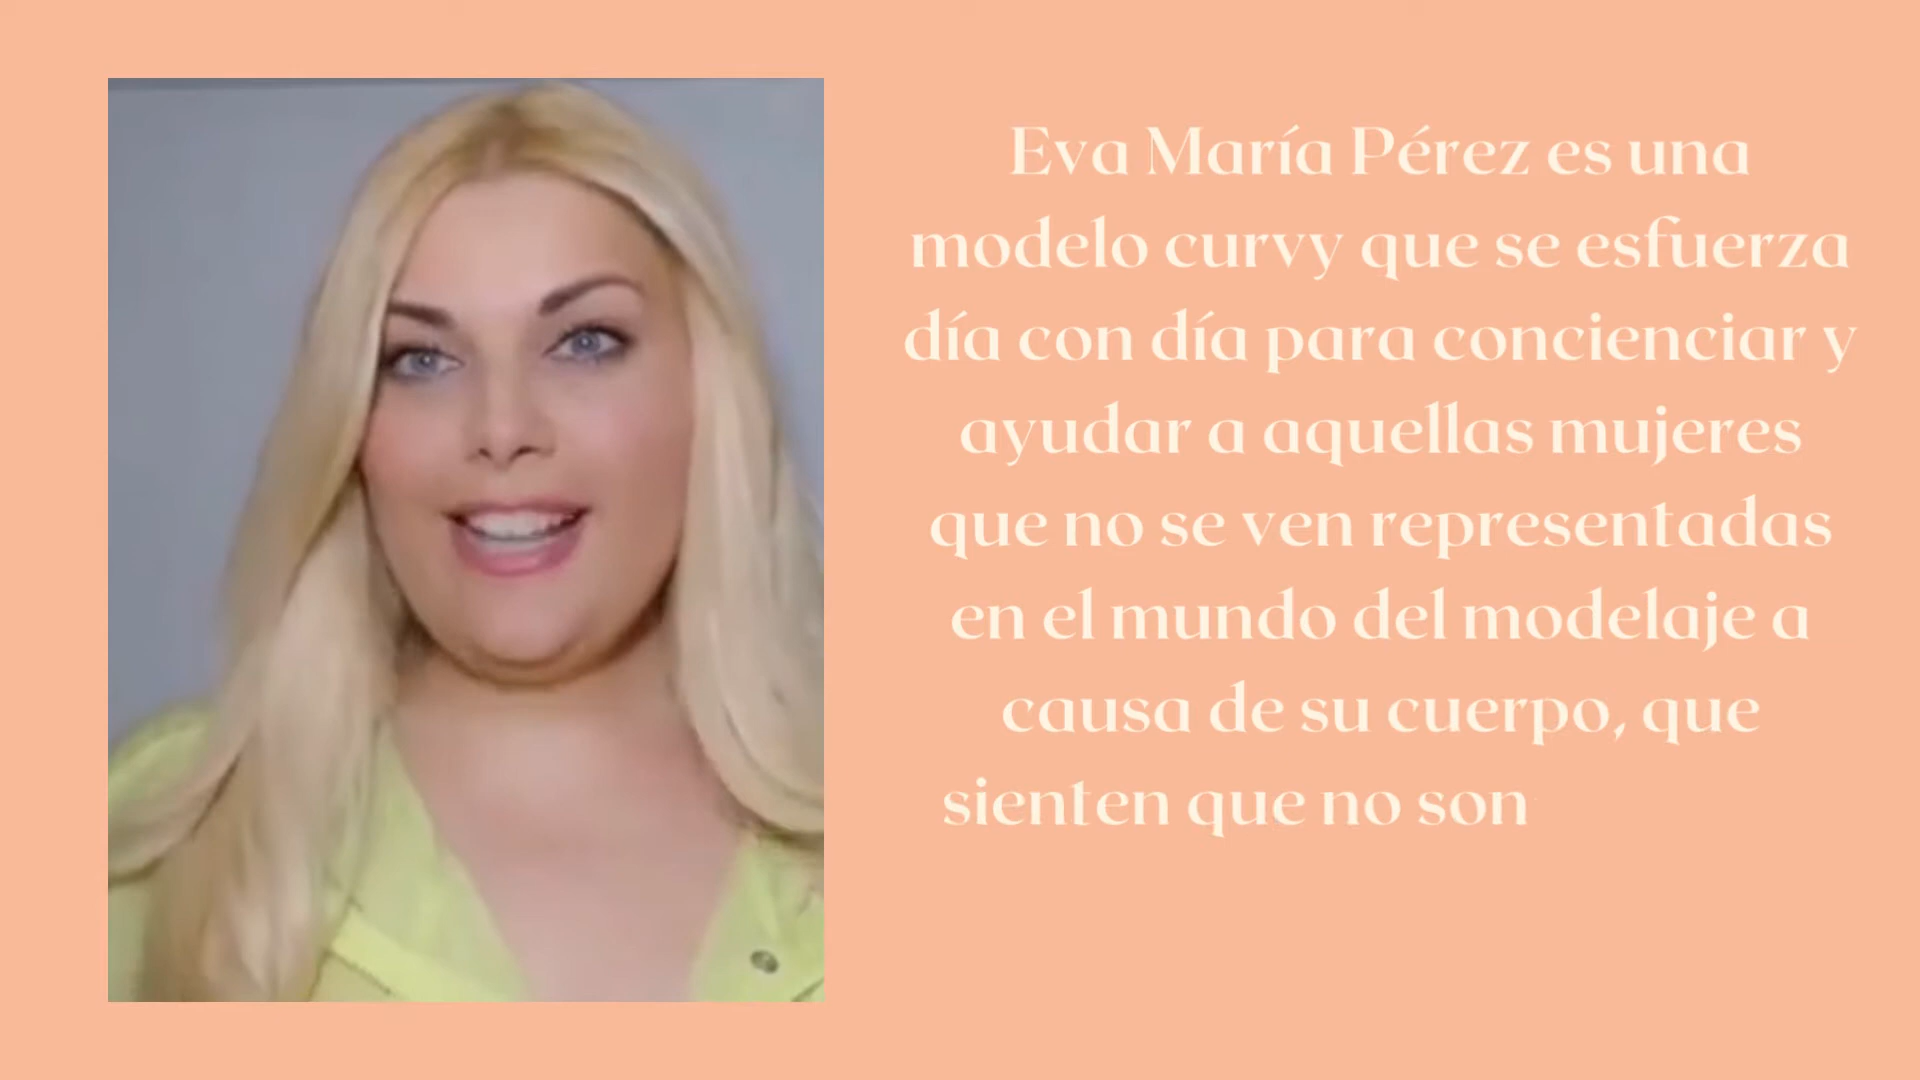 Eva María Pérez es una
modelo curvy que se esfuerza
día con día para concienciar y
ayudar a aquellas mujeres
que no se ven representadas
en el mundo del modelaje a
causa de su cuerpo, que
sienten que no son